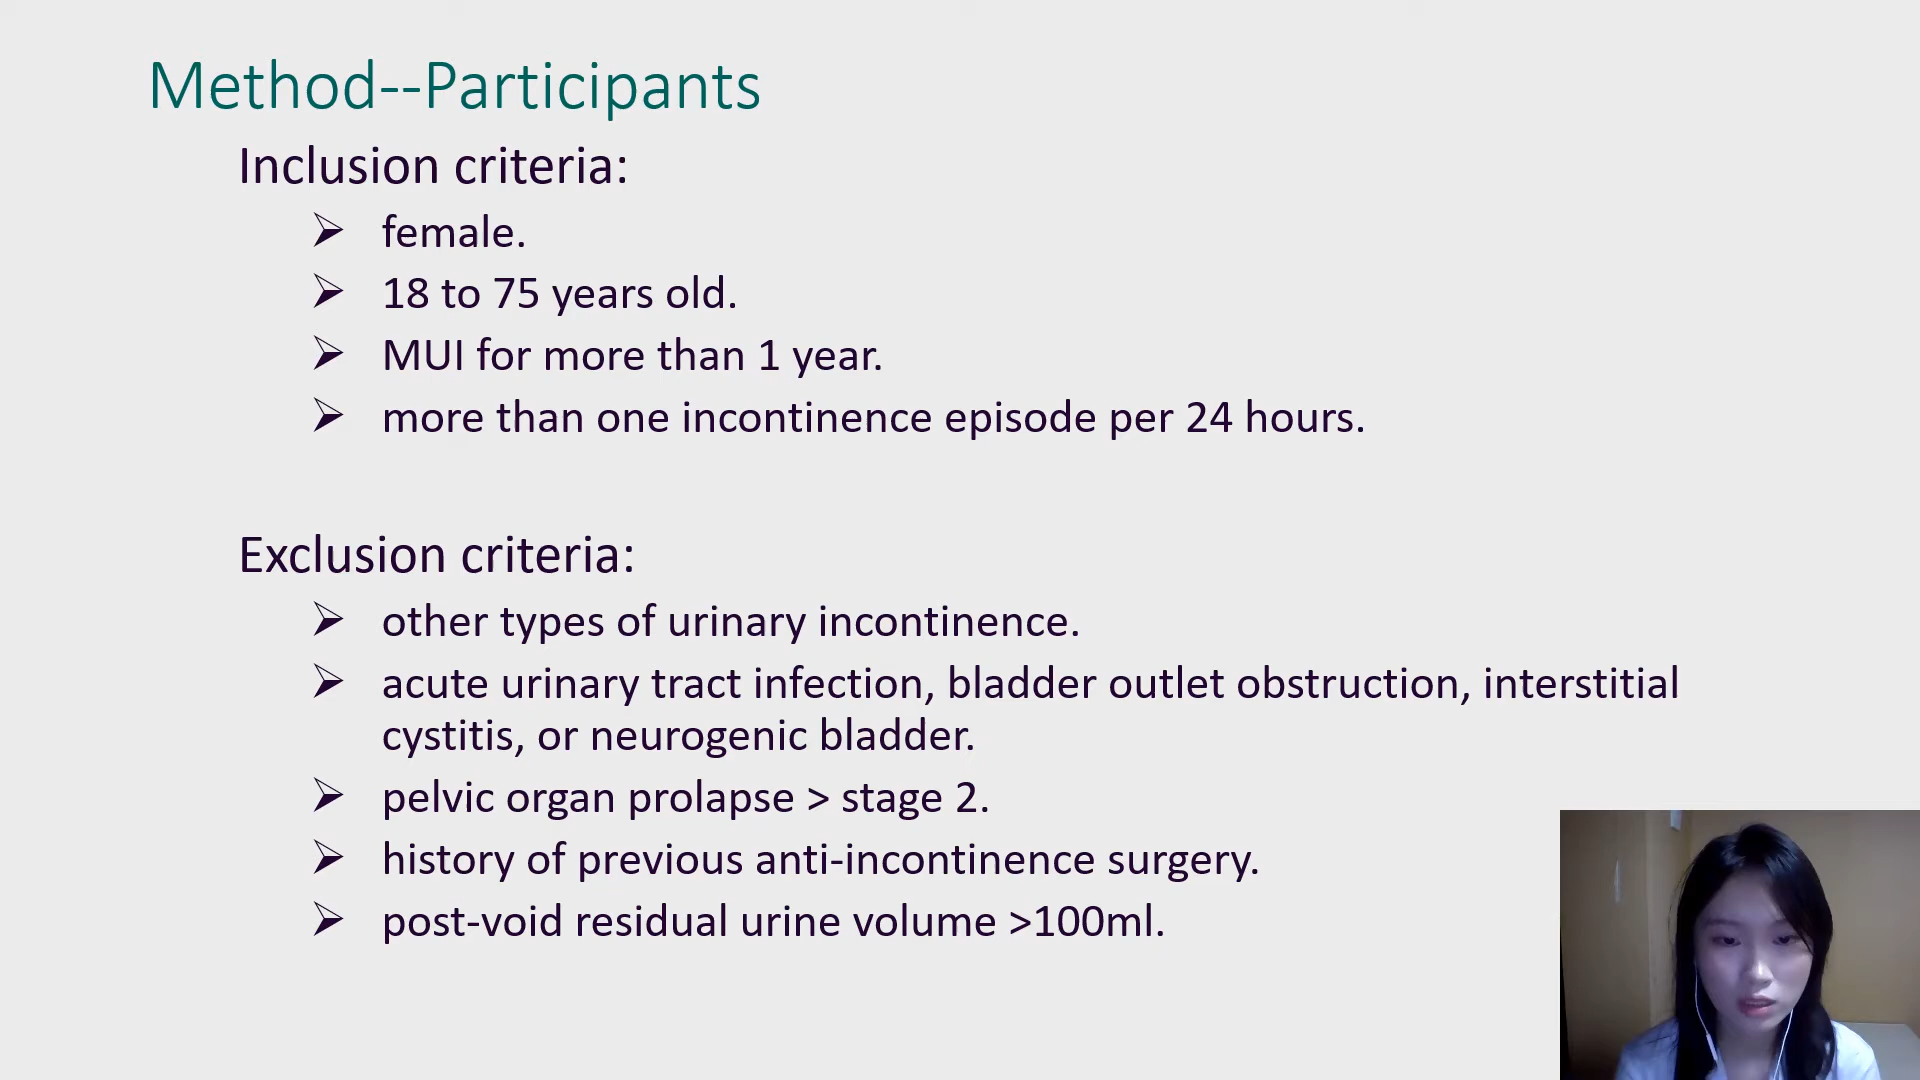 Method--Participants
Inclusion criteria:
female.
18 to 75 years old.
MUI for more than 1 year.
more than one incontinence episode per 24 hours.
Exclusion criteria:
other types of urinary incontinence.
acute urinary tract infection, bladder outlet obstruction, interstitial
cystitis, or neurogenic bladder.
pelvic organ prolapse > stage 2.
history of previous anti-incontinence surgery.
post-void residual urine volume >100ml.